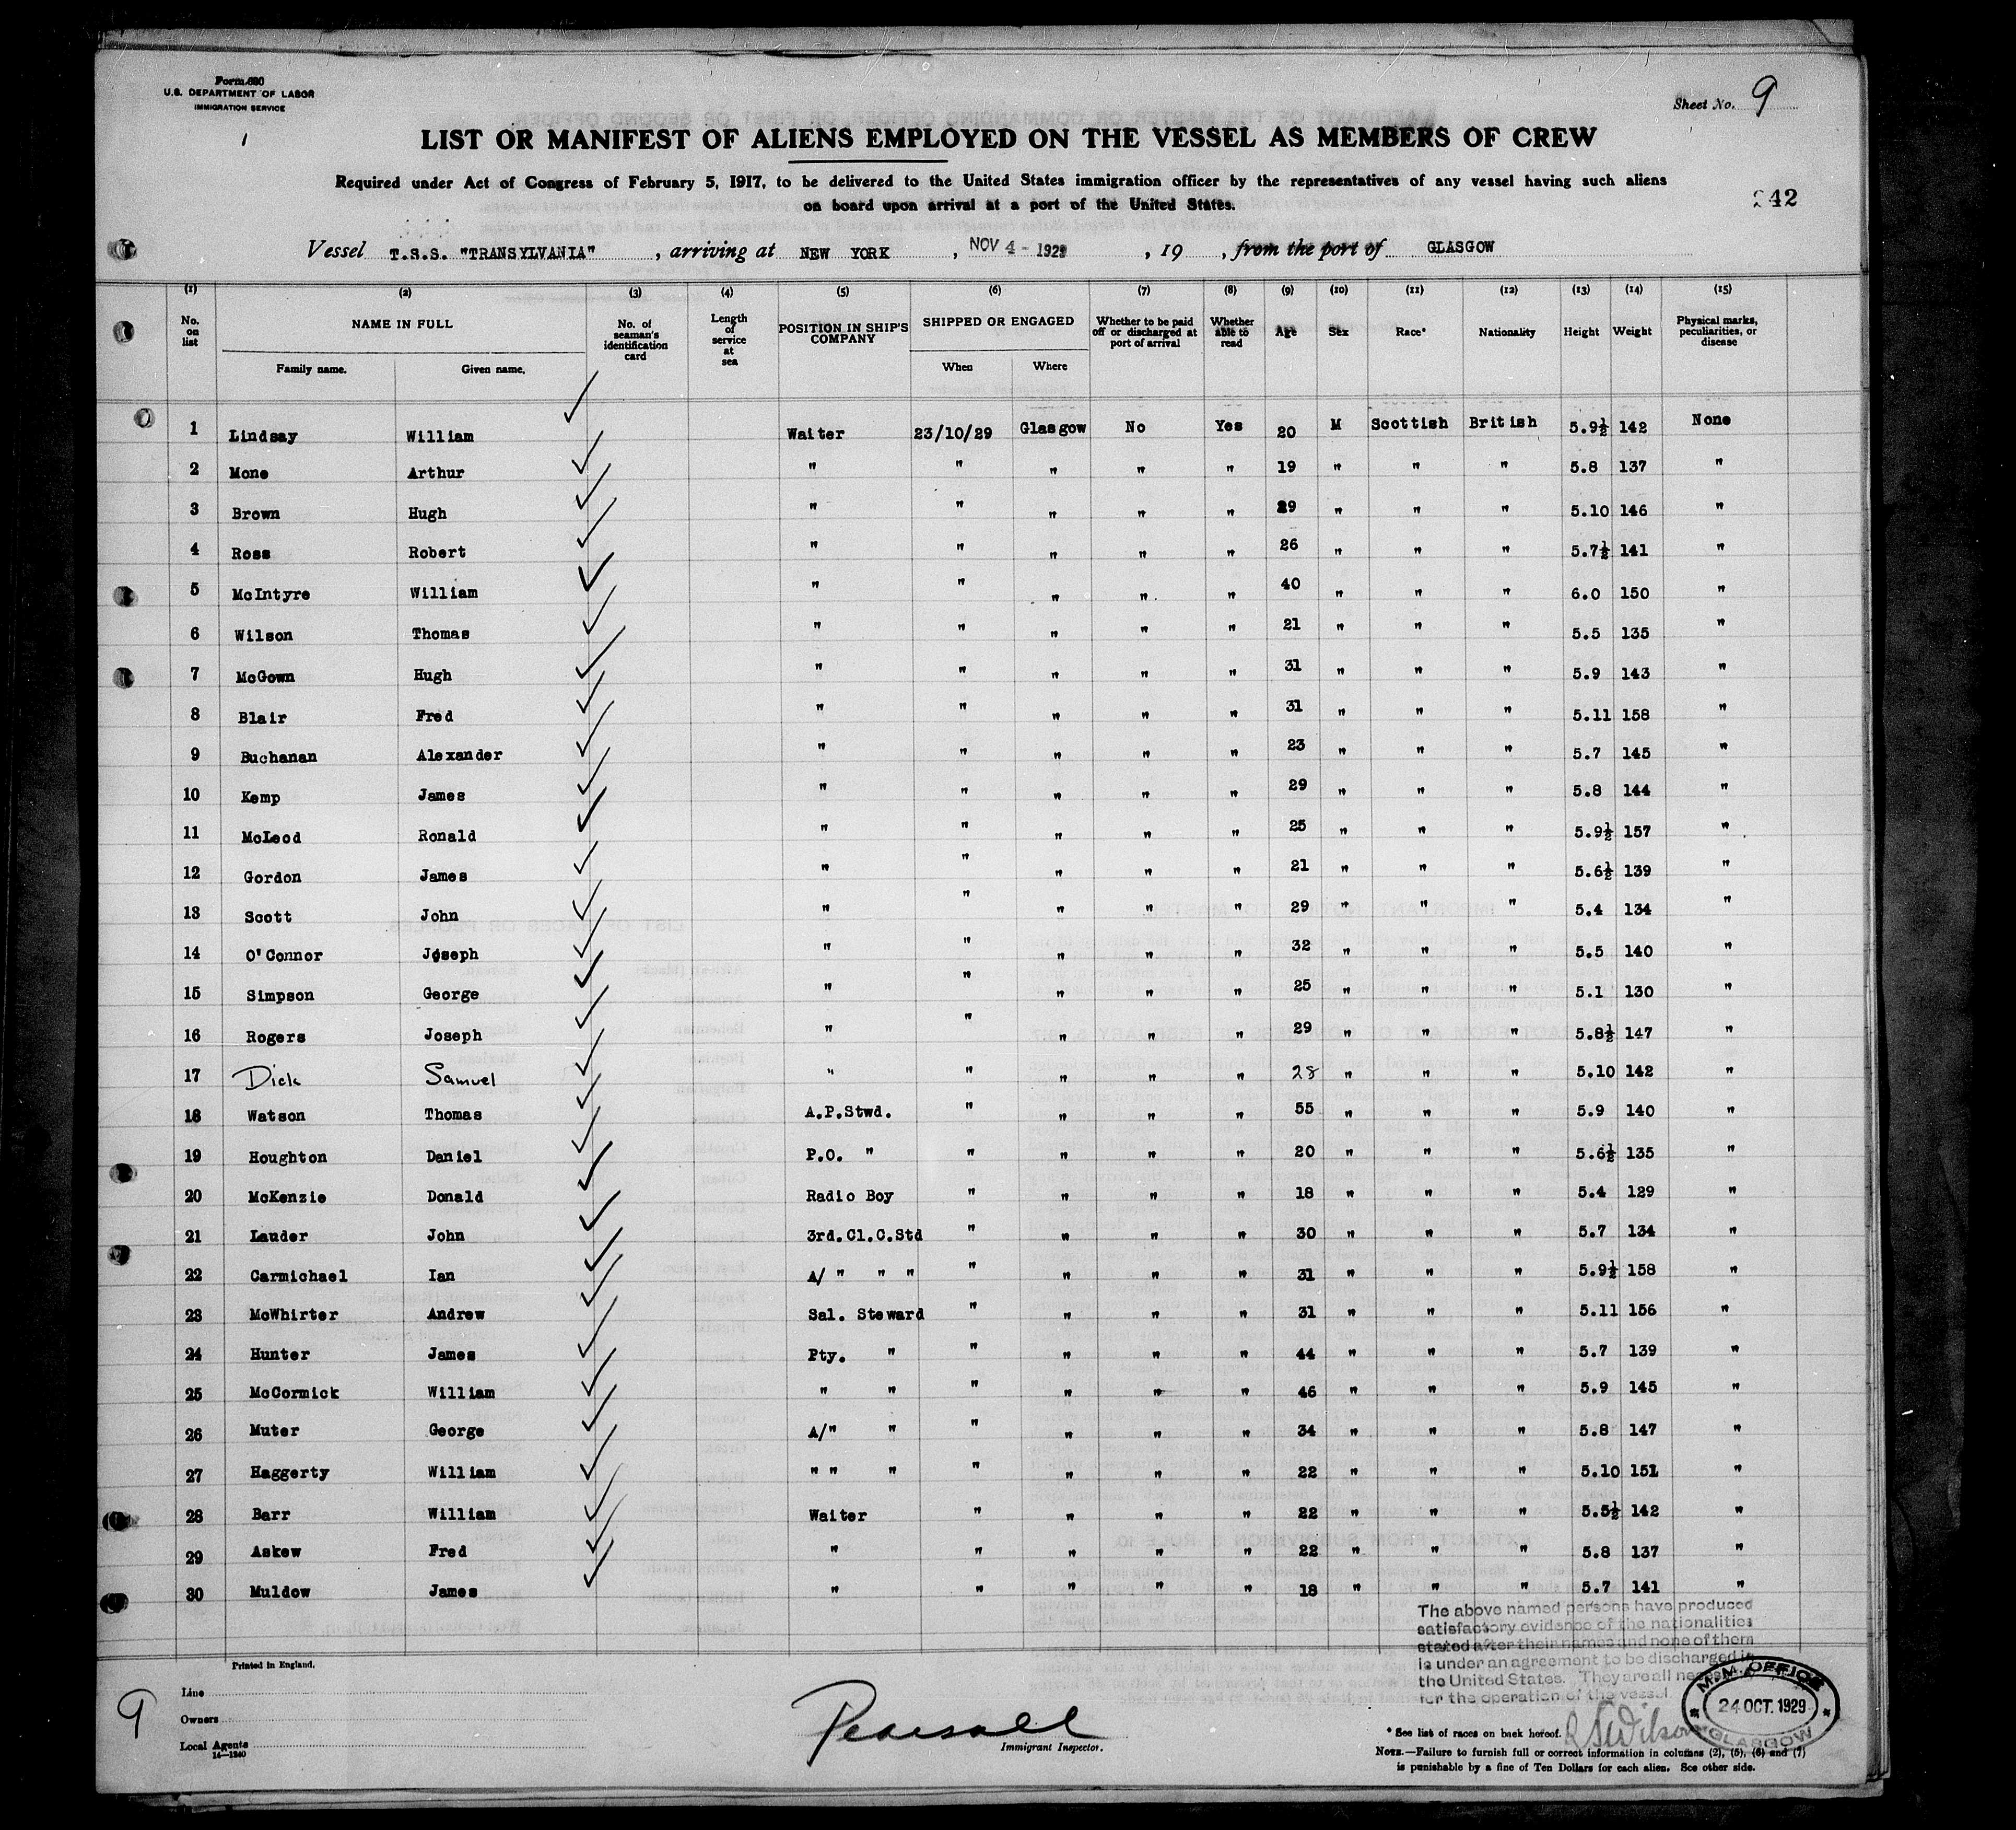 Form 680
U.S. DEPARTMENT OF LABOR
IMMIGRATION SERVICE
Sheet No. 9
LIST OR MANIFEST OF ALIENS EMPLOYED ON THE VESSEL AS MEMBERS OF CREW
Required under Act of Congress of February 5, 1917, to be delivered to the United States immigration officer by the representatives of any vessel having such aliens
on board upon arrival at a port of the United States.
242
Vessel T.S.S. "TRANSYLVANIA" , arriving at NEW YORK , NOV 4 - 1929 , 19 , from the port of GLASGOW
(1) (2) (3) (4) (5) (6) (7) (8) (9) (10) (11) (12) (13) (14) (15)
No. on list NAME IN FULL Family name. Given name. No. of seaman's identification card Length of service at sea POSITION IN SHIP'S COMPANY SHIPPED OR ENGAGED When Where Whether to be paid off or discharged at port of arrival Whether able to read Age Sex Race* Nationality Height Weight Physical marks, peculiarities, or disease
1 Lindsay William Waiter 23/10/29 Glasgow No Yes 20 M Scottish British 5.9½ 142 None
2 Mone Arthur " " " " " 19 " " " 5.8 137 "
3 Brown Hugh " " " " " 29 " " " 5.10 146 "
4 Ross Robert " " " " " 26 " " " 5.7½ 141 "
5 McIntyre William " " " " " 40 " " " 6.0 150 "
6 Wilson Thomas " " " " " 21 " " " 5.5 135 "
7 McGown Hugh " " " " " 31 " " " 5.9 143 "
8 Blair Fred " " " " " 31 " " " 5.11 158 "
9 Buchanan Alexander " " " " " 23 " " " 5.7 145 "
10 Kemp James " " " " " 29 " " " 5.8 144 "
11 McLeod Ronald " " " " " 25 " " " 5.9½ 157 "
12 Gordon James " " " " " 21 " " " 5.6½ 139 "
13 Scott John " " " " " 29 " " " 5.4 134 "
14 O'Connor Joseph " " " " " 32 " " " 5.5 140 "
15 Simpson George " " " " " 25 " " " 5.1 130 "
16 Rogers Joseph " " " " " 29 " " " 5.8½ 147 "
17 Dick Samuel " " " " " 28 " " " 5.10 142 "
18 Watson Thomas A.P.Stwd. " " " " 55 " " " 5.9 140 "
19 Houghton Daniel P.O. " " " " " 20 " " " 5.6½ 135 "
20 McKenzie Donald Radio Boy " " " " 18 " " " 5.4 129 "
21 Lauder John 3rd.Cl.C.Std " " " " 30 " " " 5.7 134 "
22 Carmichael Ian A/ " " " " " " " 31 " " " 5.9½ 158 "
23 McWhirter Andrew Sal. Steward " " " " 31 " " " 5.11 156 "
24 Hunter James Pty. " " " " " 44 " " " 5.7 139 "
25 McCormick William " " " " " " 46 " " " 5.9 145 "
26 Muter George A/" " " " " " 34 " " " 5.8 147 "
27 Haggerty William " " " " " " " 22 " " " 5.10 151 "
28 Barr William Waiter " " " " 22 " " " 5.5½ 142 "
29 Askew Fred " " " " " 22 " " " 5.8 137 "
30 Muldow James " " " " " 18 " " " 5.7 141 "
The above named persons have produced
satisfactory evidence of the nationalities
stated after their names and none of them
is under an agreement to be discharged in
the United States. They are all necessary
for the operation of the vessel.
Printed in England.
9
Line
Owners
Local Agents
14—1240
Pearsall
Immigrant Inspector.
M.M. OFFICE
24 OCT. 1929
GLASGOW
* See list of races on back hereof. Wilson
NOTE.—Failure to furnish full or correct information in columns (2), (5), (6) and (7)
is punishable by a fine of Ten Dollars for each alien. See other side.